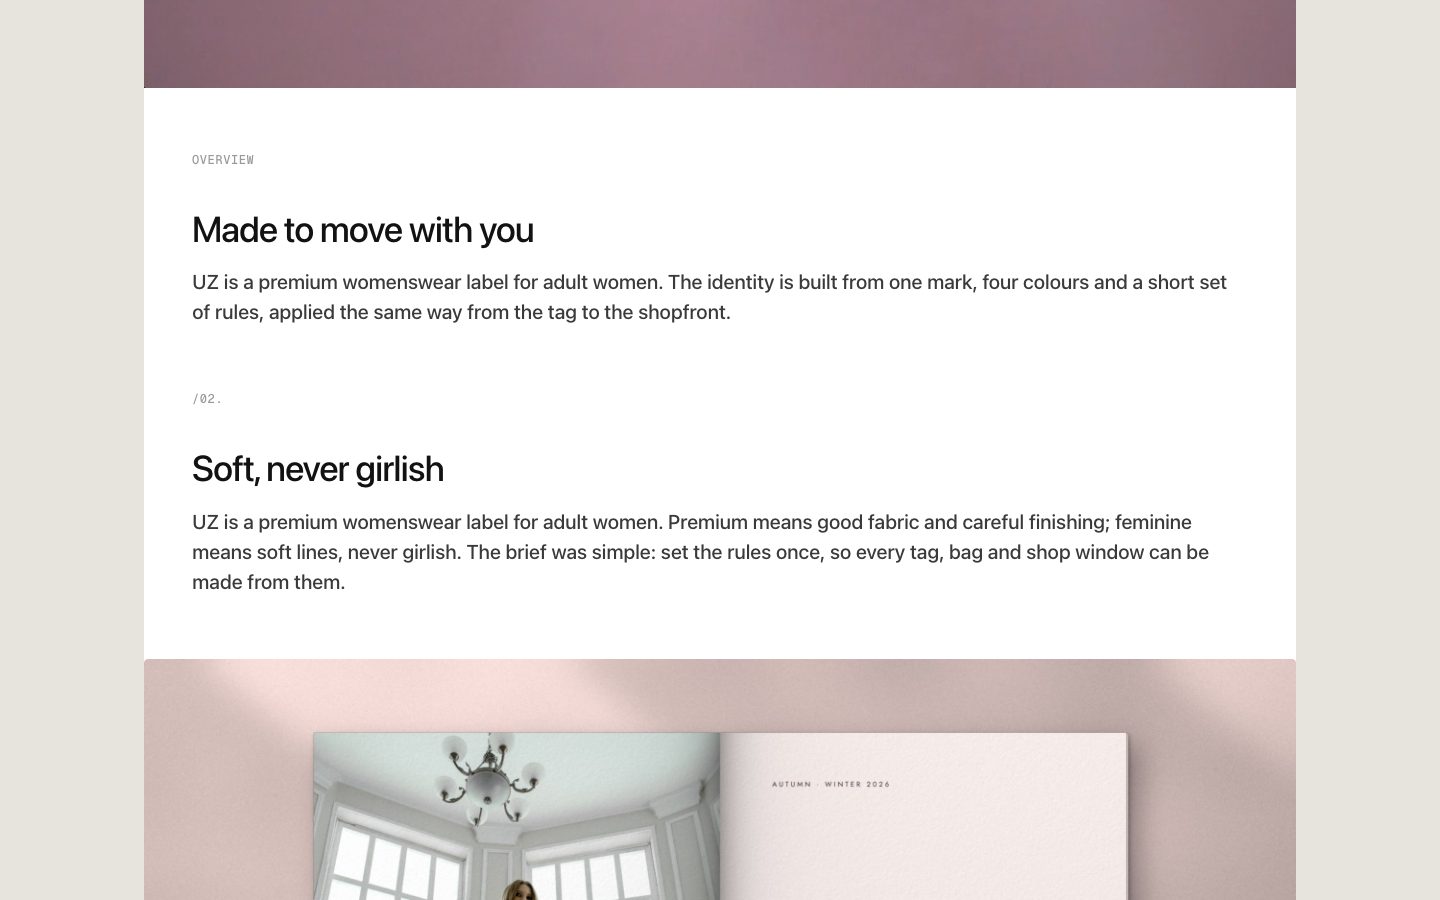 OVERVIEW
Made to move with you
UZ is a premium womenswear label for adult women. The identity is built from one mark, four colours and a short set
of rules, applied the same way from the tag to the shopfront.
/02.
Soft, never girlish
UZ is a premium womenswear label for adult women. Premium means good fabric and careful finishing; feminine
means soft lines, never girlish. The brief was simple: set the rules once, so every tag, bag and shop window can be
made from them.
AUTUMN · WINTER 2026